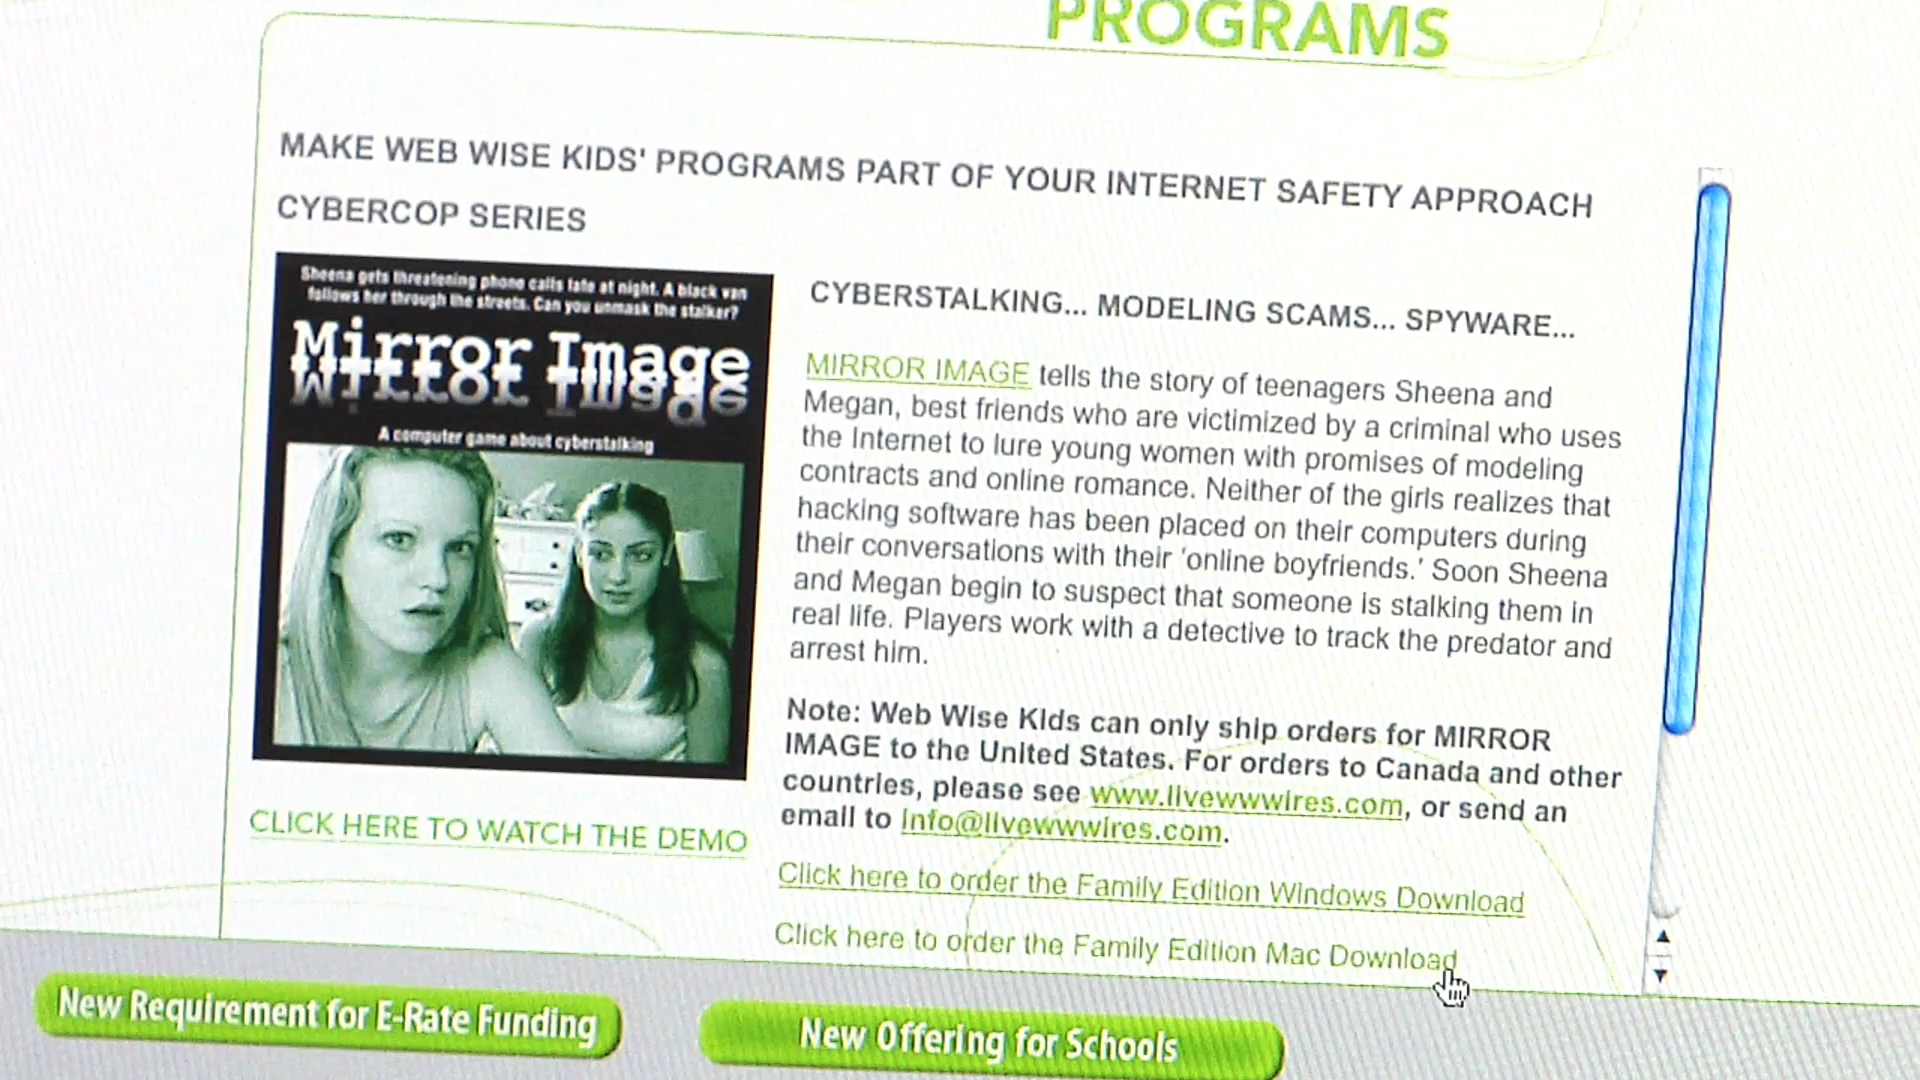 PROGRAMS
MAKE WEB WISE KIDS' PROGRAMS PART OF YOUR INTERNET SAFETY APPROACH
CYBERCOP SERIES
Sheena gets threatening phone calls late at night. A black van
follows her through the streets. Can you unmask the stalker?
Mirror Image
A computer game about cyberstalking
CLICK HERE TO WATCH THE DEMO
CYBERSTALKING... MODELING SCAMS... SPYWARE...
MIRROR IMAGE tells the story of teenagers Sheena and
Megan, best friends who are victimized by a criminal who uses
the Internet to lure young women with promises of modeling
contracts and online romance. Neither of the girls realizes that
hacking software has been placed on their computers during
their conversations with their 'online boyfriends.' Soon Sheena
and Megan begin to suspect that someone is stalking them in
real life. Players work with a detective to track the predator and
arrest him.
Note: Web Wise Kids can only ship orders for MIRROR
IMAGE to the United States. For orders to Canada and other
countries, please see www.livewwwires.com, or send an
email to info@livewwwires.com.
Click here to order the Family Edition Windows Download
Click here to order the Family Edition Mac Download
New Requirement for E-Rate Funding
New Offering for Schools